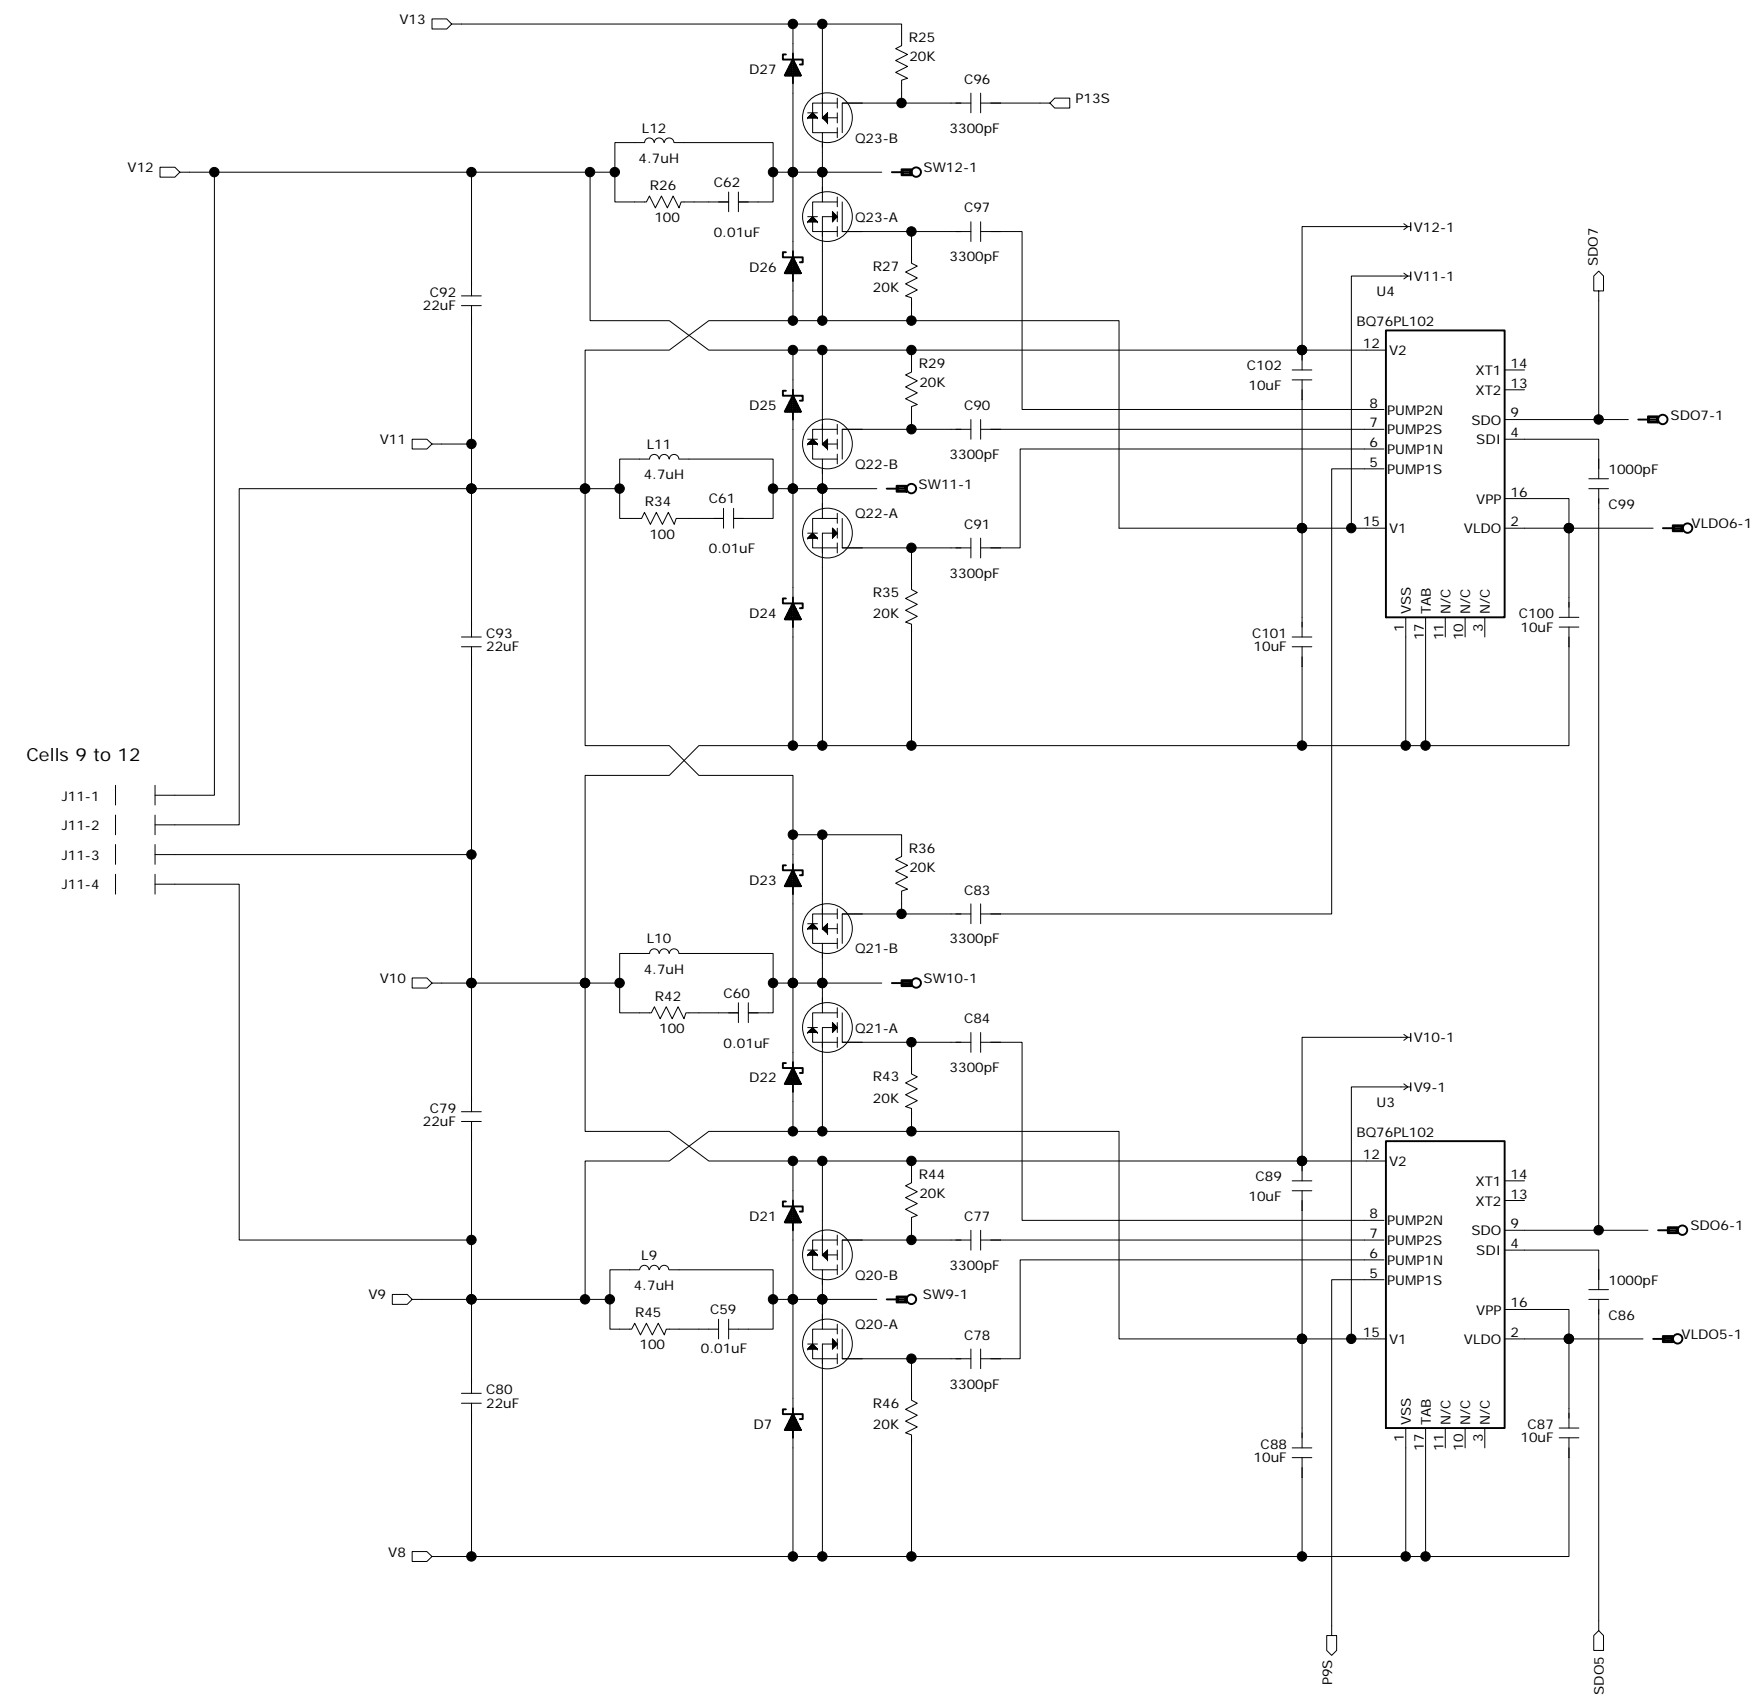 V13
R25
20K
D27
C96
P13S
3300pF
Q23-B
L12
4.7uH
V12
SW12-1
R26
C62
100
0.01uF
Q23-A
C97
3300pF
V12-1
SDO7
D26
R27
20K
V11-1
U4
C92
22uF
BQ76PL102
12
V2
R29
20K
C102
10uF
XT1
14
XT2
13
D25
C90
8
PUMP2N
7
PUMP2S
SDO
9
SDO7-1
SDI
4
V11
L11
4.7uH
Q22-B
3300pF
6
PUMP1N
5
PUMP1S
1000pF
C99
SW11-1
R34
C61
100
0.01uF
Q22-A
C91
3300pF
VPP
16
15
V1
VLDO
2
VLDO6-1
D24
R35
20K
C93
22uF
C101
10uF
VSS
TAB
N/C
N/C
N/C
1
17
11
10
3
C100
10uF
Cells 9 to 12
J11-1
J11-2
J11-3
J11-4
R36
20K
D23
C83
3300pF
Q21-B
L10
4.7uH
V10
SW10-1
R42
C60
100
0.01uF
Q21-A
C84
3300pF
V10-1
D22
R43
20K
V9-1
U3
C79
22uF
BQ76PL102
12
V2
R44
20K
C89
10uF
XT1
14
XT2
13
D21
C77
8
PUMP2N
7
PUMP2S
SDO
9
SDO6-1
SDI
4
L9
4.7uH
Q20-B
3300pF
6
PUMP1N
5
PUMP1S
1000pF
C86
V9
SW9-1
R45
C59
100
0.01uF
Q20-A
C78
3300pF
VPP
16
15
V1
VLDO
2
VLDO5-1
C80
22uF
D7
R46
20K
C88
10uF
VSS
TAB
N/C
N/C
N/C
1
17
11
10
3
C87
10uF
V8
P9S
SDO5